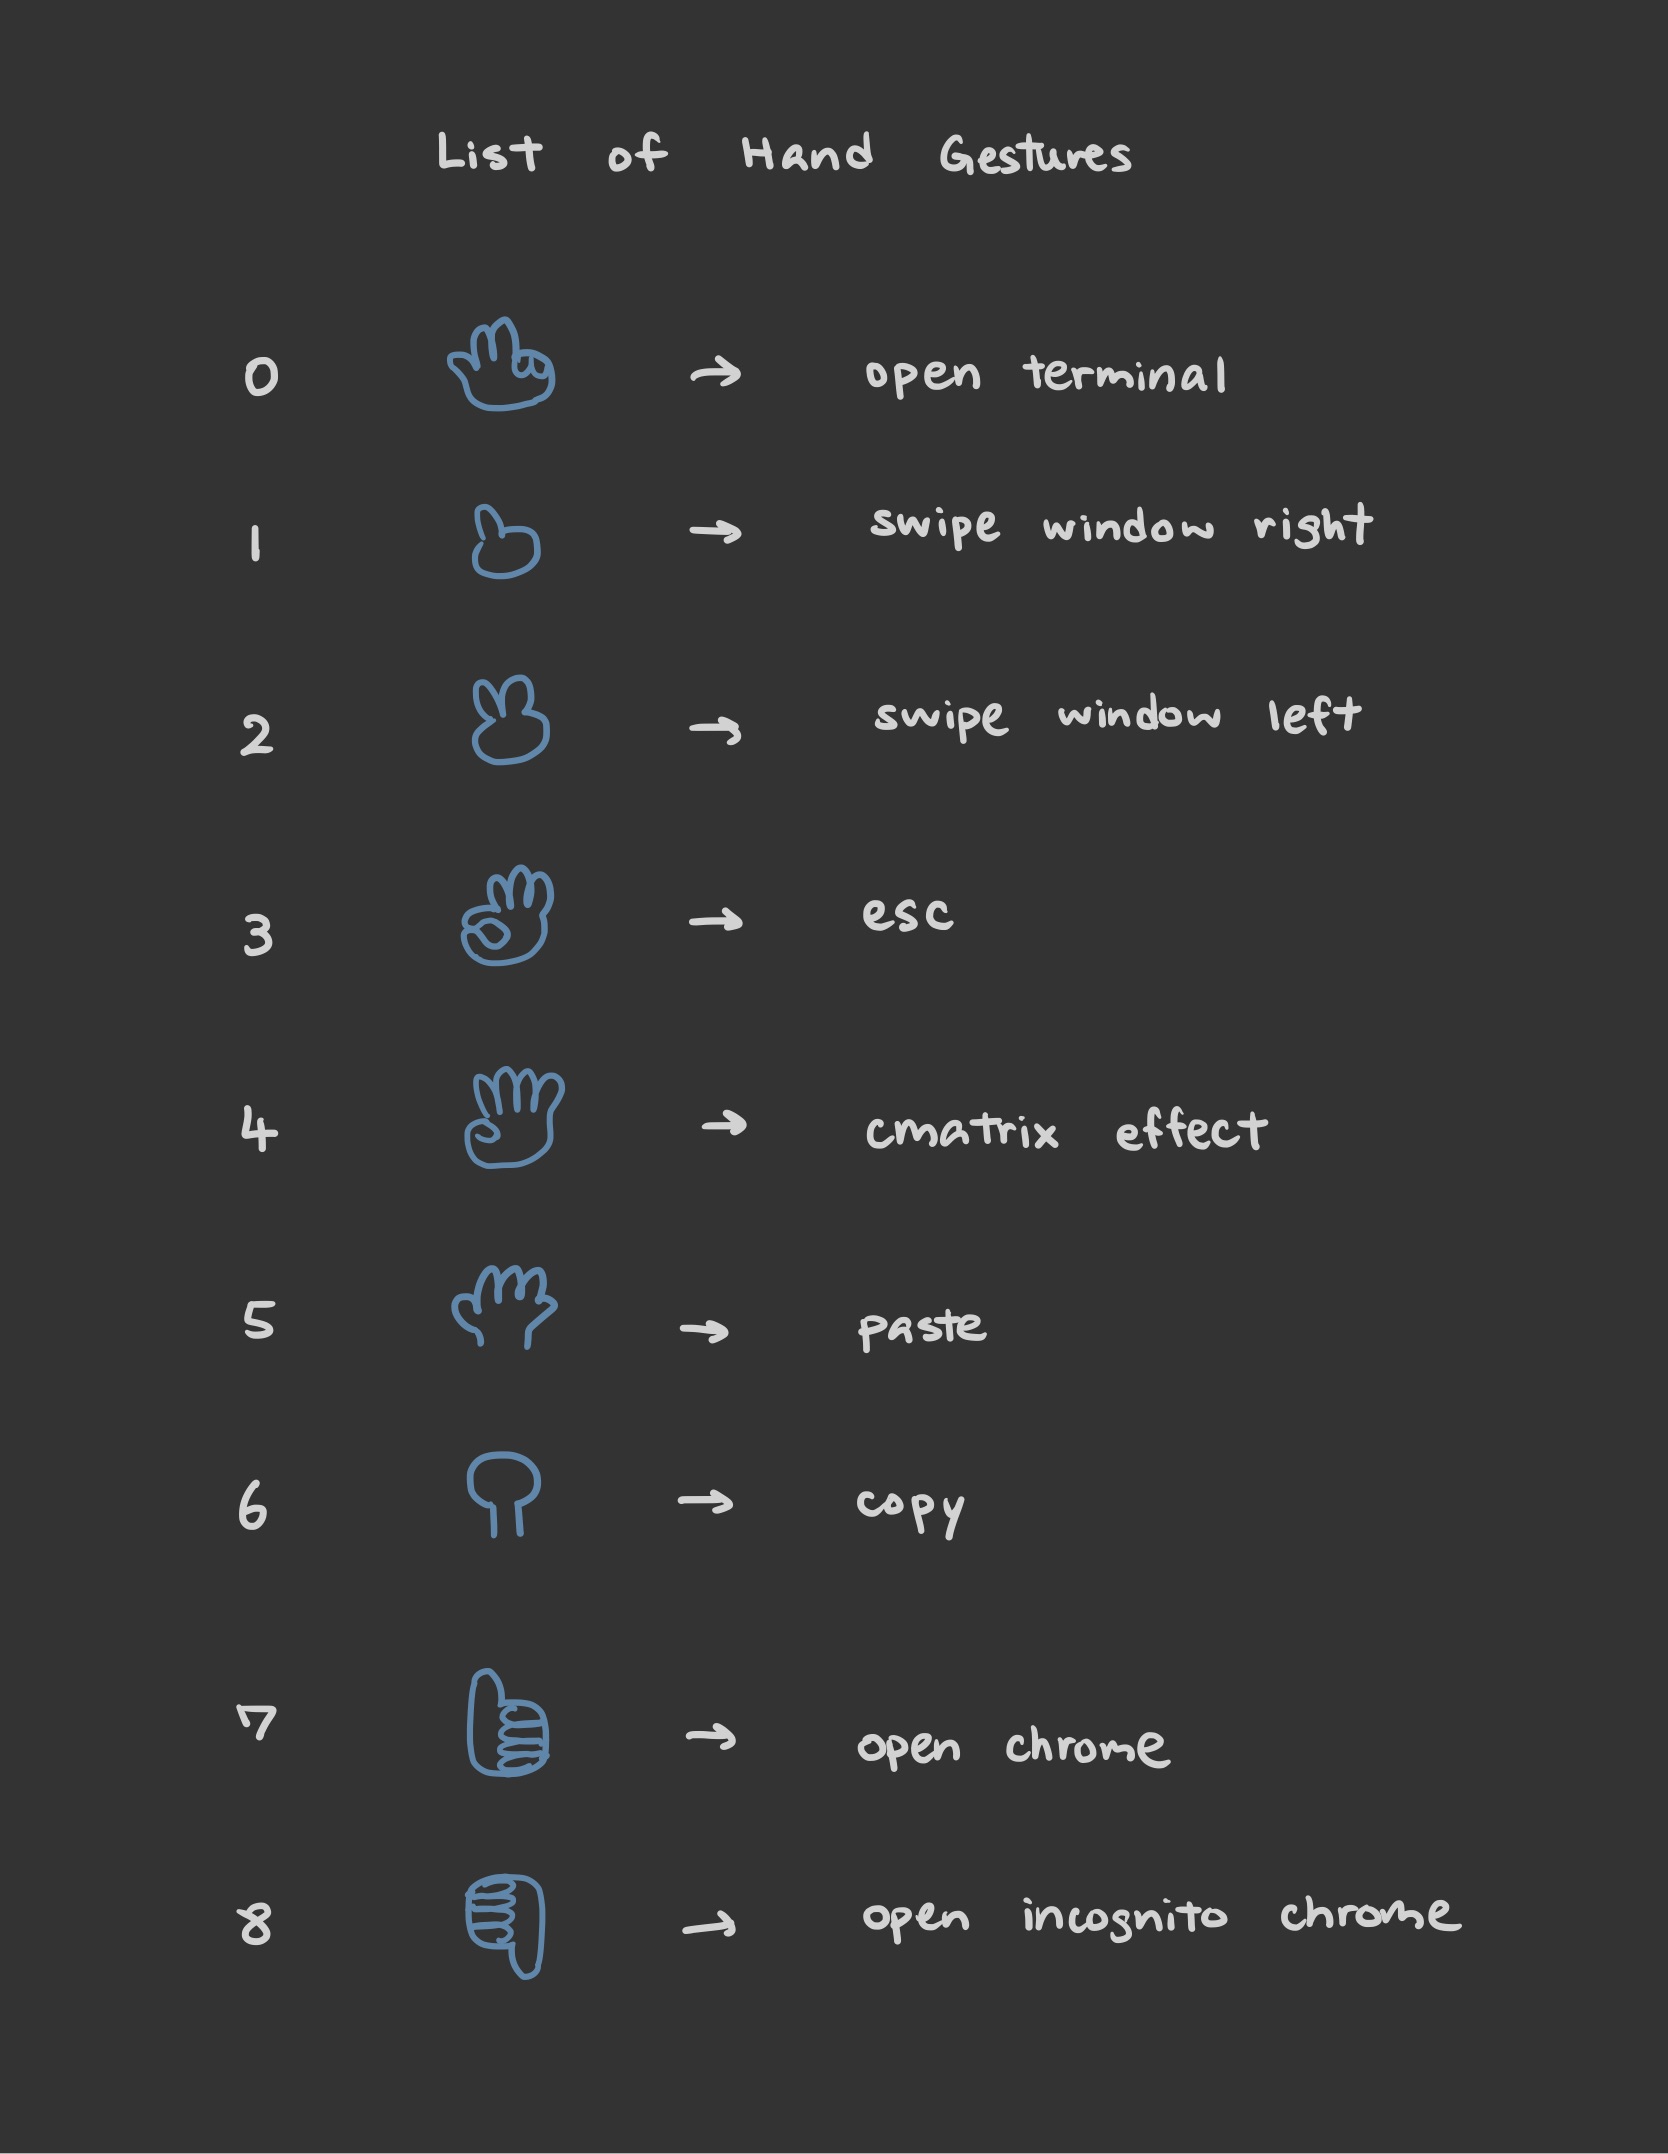 List of Hand Gestures
0 → open terminal
1 → swipe window right
2 → swipe window left
3 → esc
4 → cmatrix effect
5 → paste
6 → copy
7 → open chrome
8 → open incognito chrome